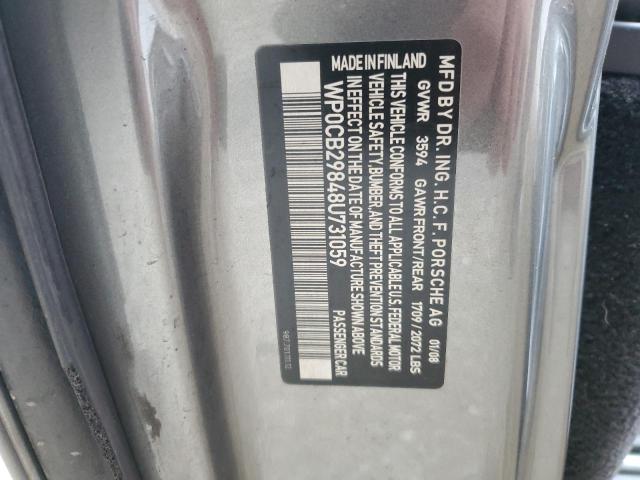 MFD BY DR. ING. H.C. F. PORSCHE AG 01/08
GVWR 3594 GAWR FRONT/REAR 1709 / 2072 LBS
THIS VEHICLE CONFORMS TO ALL APPLICABLE U.S. FEDERAL MOTOR
VEHICLE SAFETY, BUMPER, AND THEFT PREVENTION STANDARDS
IN EFFECT ON THE DATE OF MANUFACTURE SHOWN ABOVE
WP0CB29848U731059 PASSENGER CAR
MADE IN FINLAND